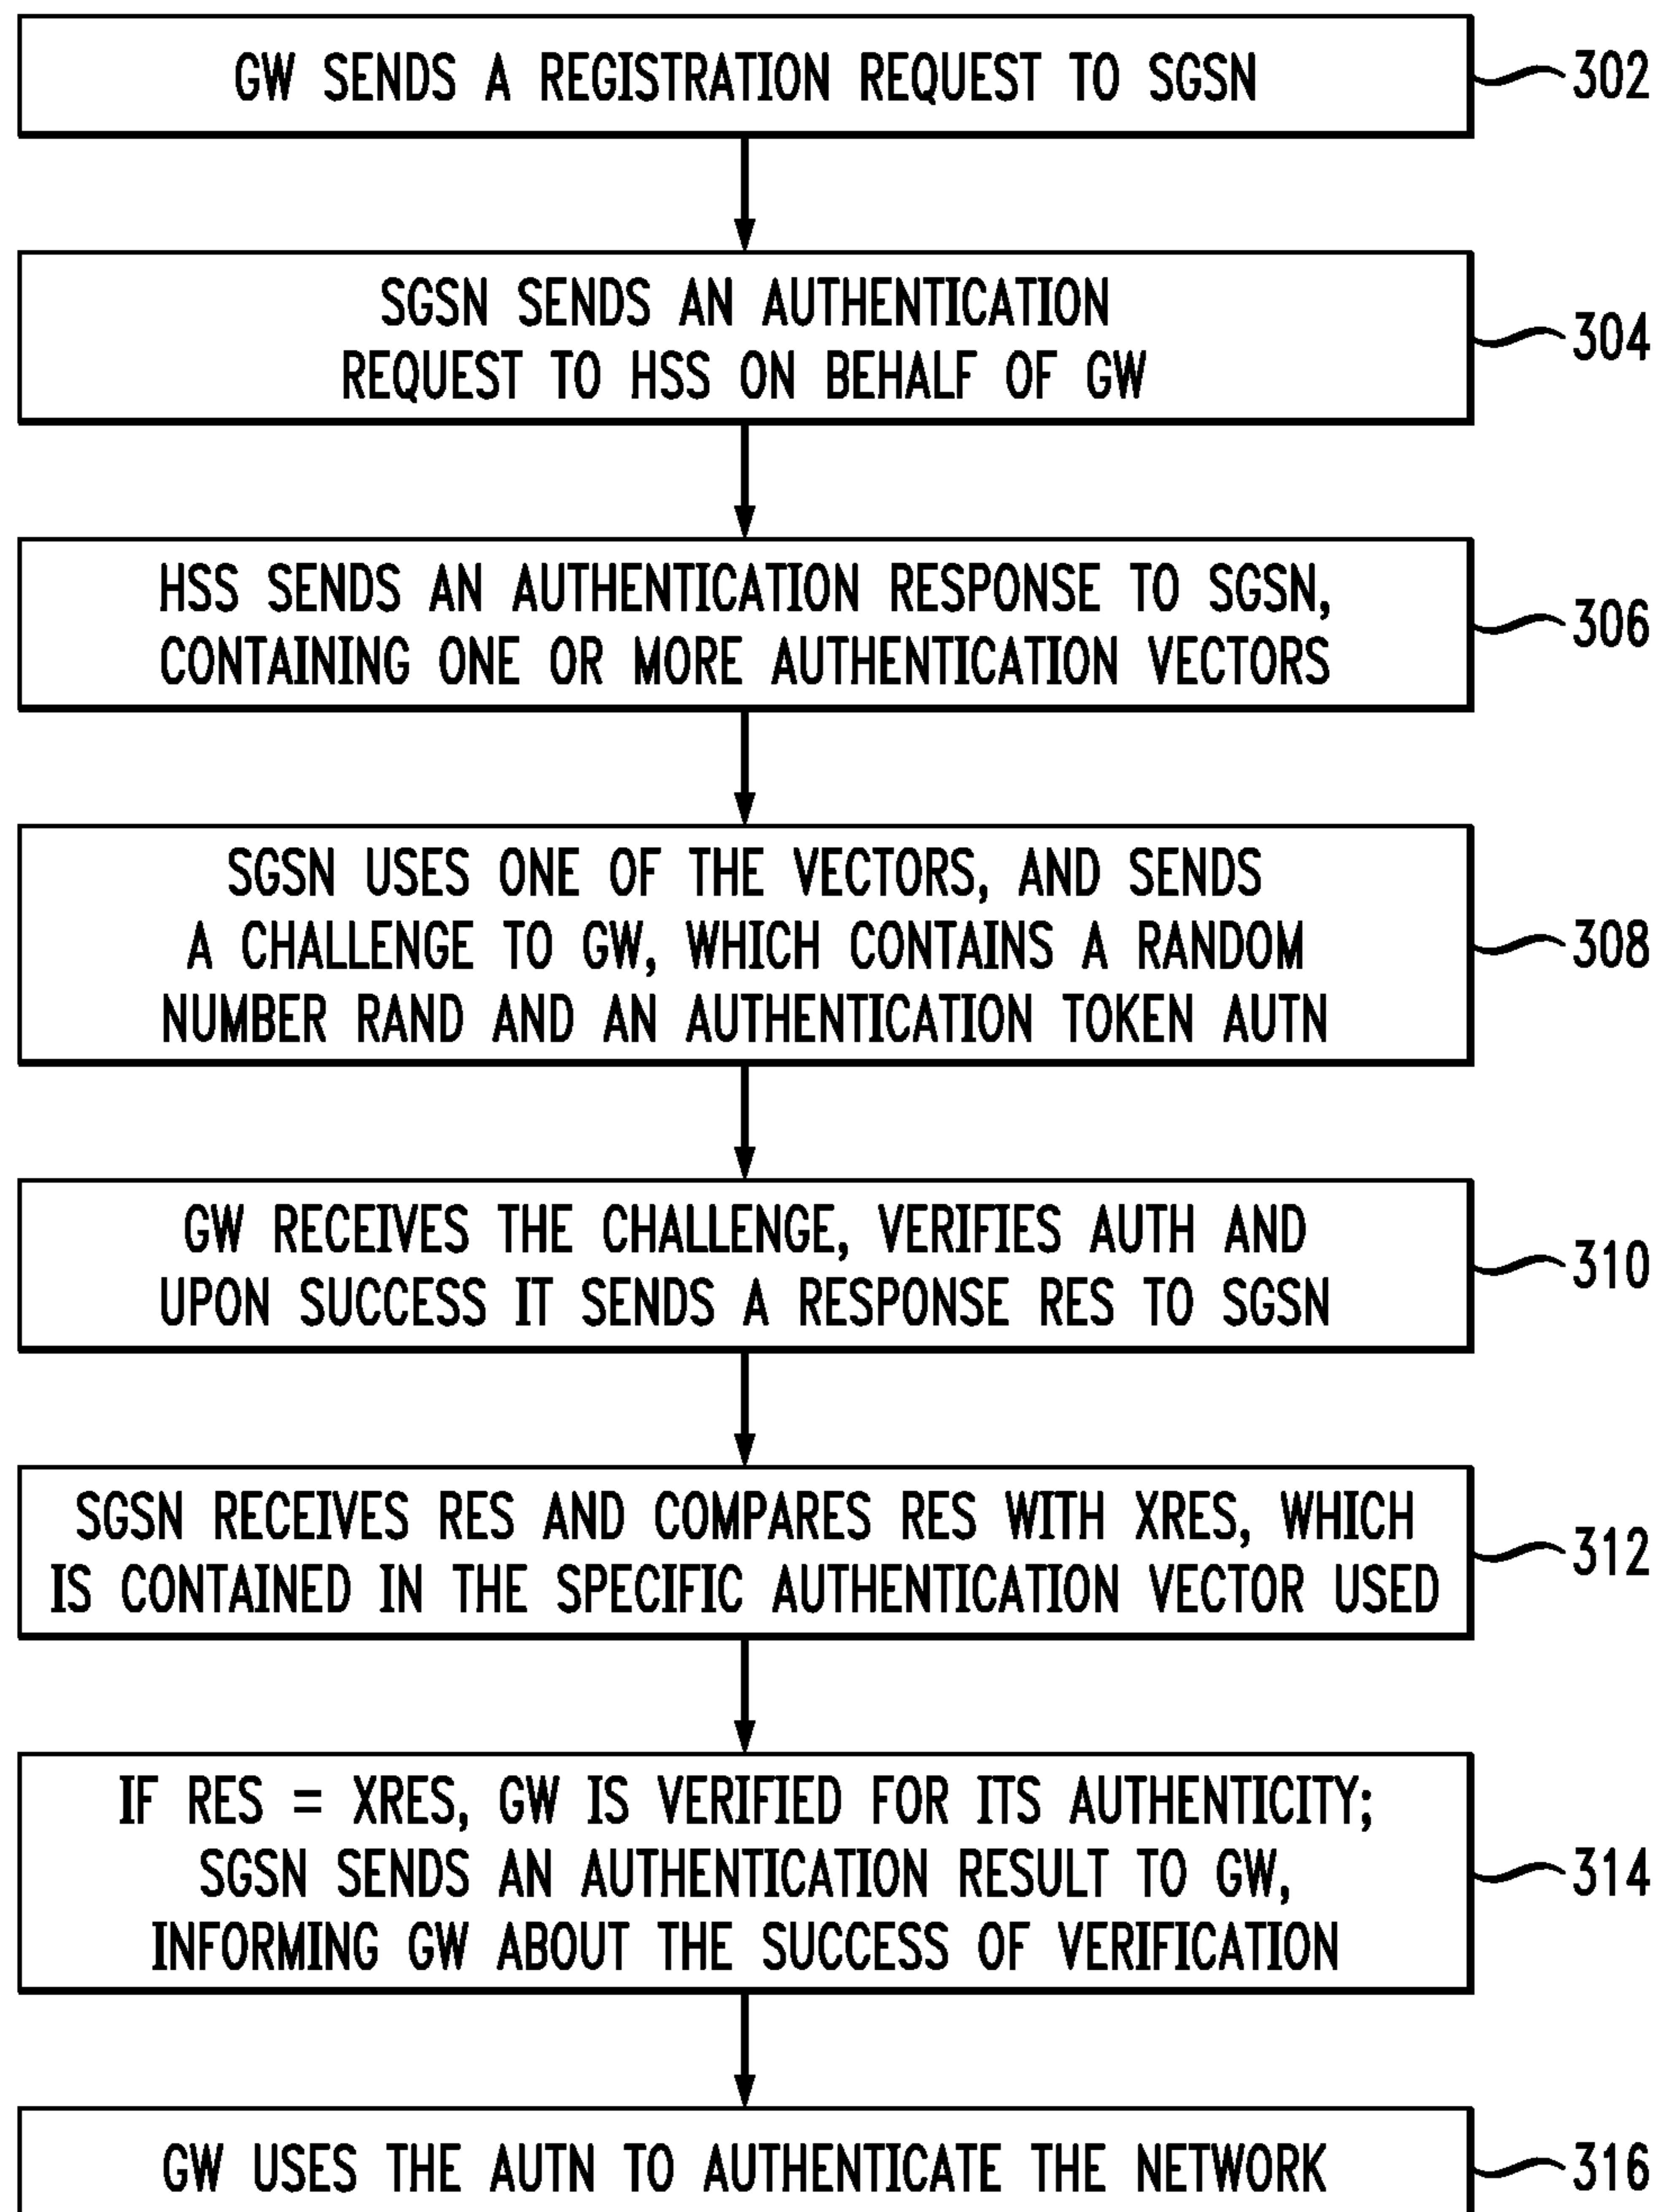 GW SENDS A REGISTRATION REQUEST TO SGSN
302
SGSN SENDS AN AUTHENTICATION
REQUEST TO HSS ON BEHALF OF GW
304
HSS SENDS AN AUTHENTICATION RESPONSE TO SGSN,
CONTAINING ONE OR MORE AUTHENTICATION VECTORS
306
SGSN USES ONE OF THE VECTORS, AND SENDS
A CHALLENGE TO GW, WHICH CONTAINS A RANDOM
NUMBER RAND AND AN AUTHENTICATION TOKEN AUTN
308
GW RECEIVES THE CHALLENGE, VERIFIES AUTH AND
UPON SUCCESS IT SENDS A RESPONSE RES TO SGSN
310
SGSN RECEIVES RES AND COMPARES RES WITH XRES, WHICH
IS CONTAINED IN THE SPECIFIC AUTHENTICATION VECTOR USED
312
IF RES = XRES, GW IS VERIFIED FOR ITS AUTHENTICITY;
SGSN SENDS AN AUTHENTICATION RESULT TO GW,
INFORMING GW ABOUT THE SUCCESS OF VERIFICATION
314
GW USES THE AUTN TO AUTHENTICATE THE NETWORK
316